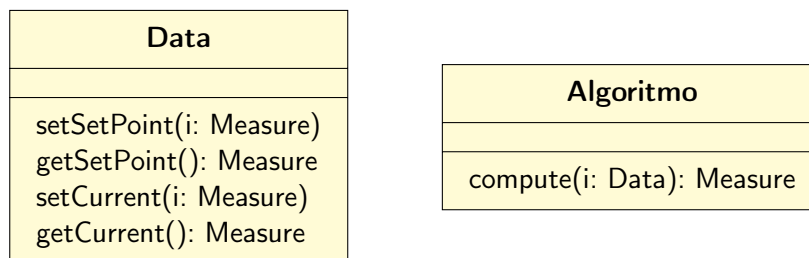 Data
setSetPoint(i: Measure)
getSetPoint(): Measure
setCurrent(i: Measure)
getCurrent(): Measure
Algoritmo
compute(i: Data): Measure